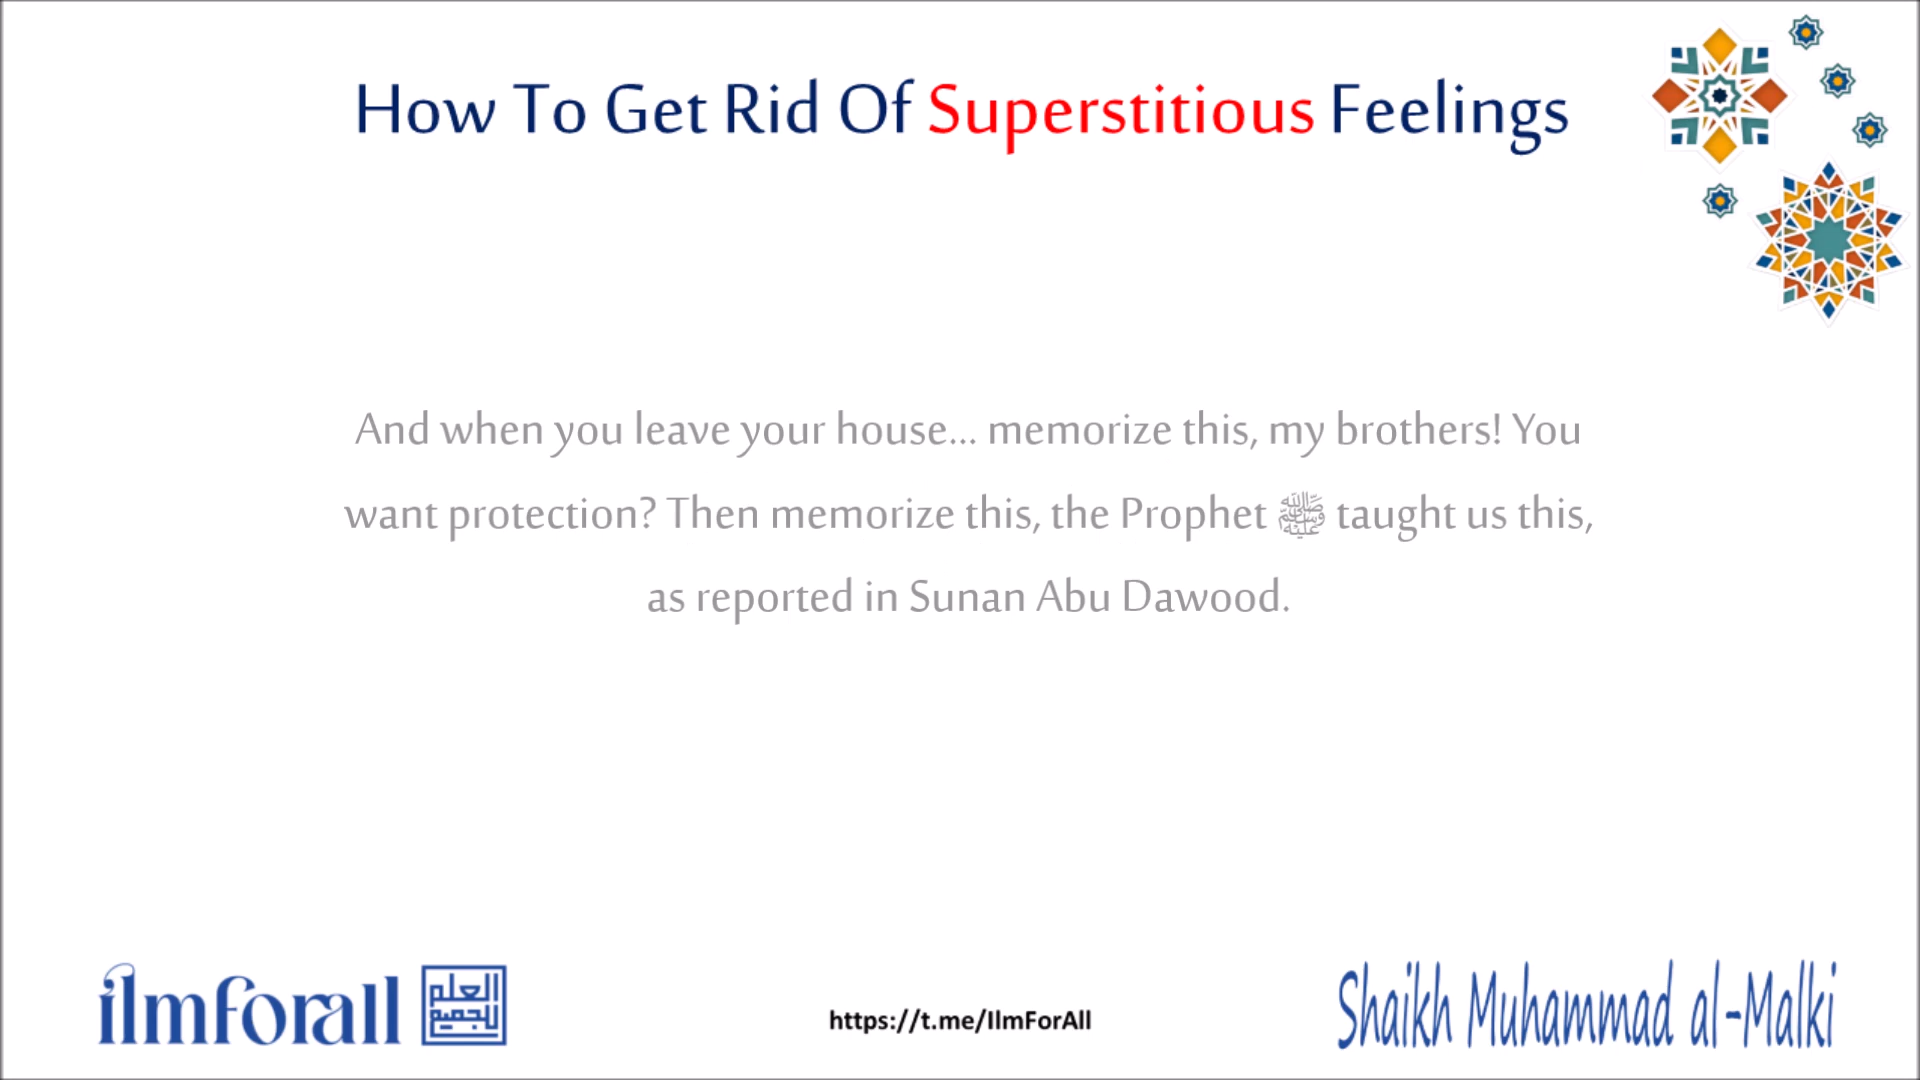 How To Get Rid Of Superstitious Feelings
And when you leave your house... memorize this, my brothers! You
want protection? Then memorize this, the Prophet ﷺ taught us this,
as reported in Sunan Abu Dawood.
ilmforall
العلم
للجميع
https://t.me/IlmForAll
Shaikh Muhammad al-Malki